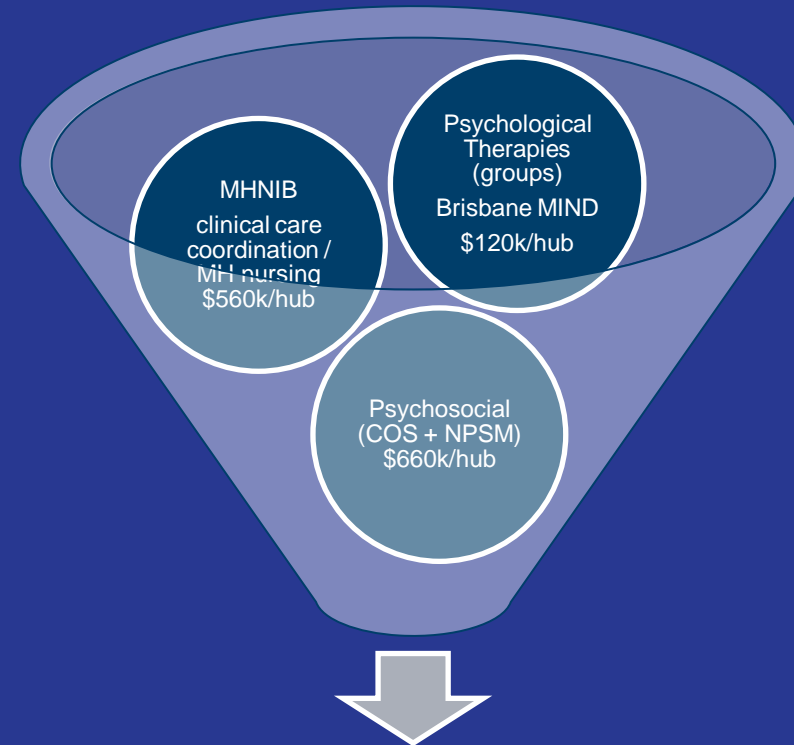 MHNIB
clinical care
coordination /
MH nursing
$560k/hub
Psychological
Therapies
(groups)
Brisbane MIND
$120k/hub
Psychosocial
(COS + NPSM)
$660k/hub